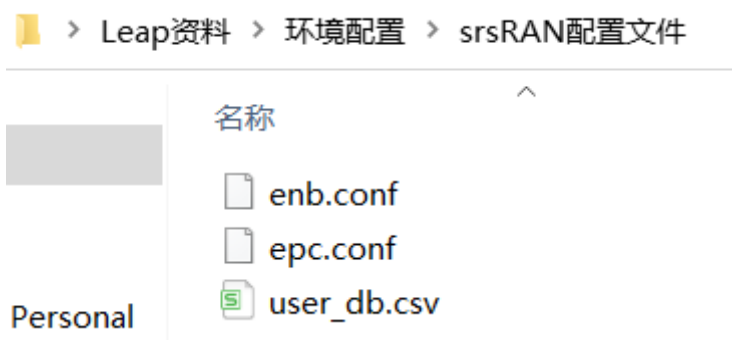 > Leap资料 > 环境配置 > srsRAN配置文件
名称
enb.conf
epc.conf
user_db.csv
Personal